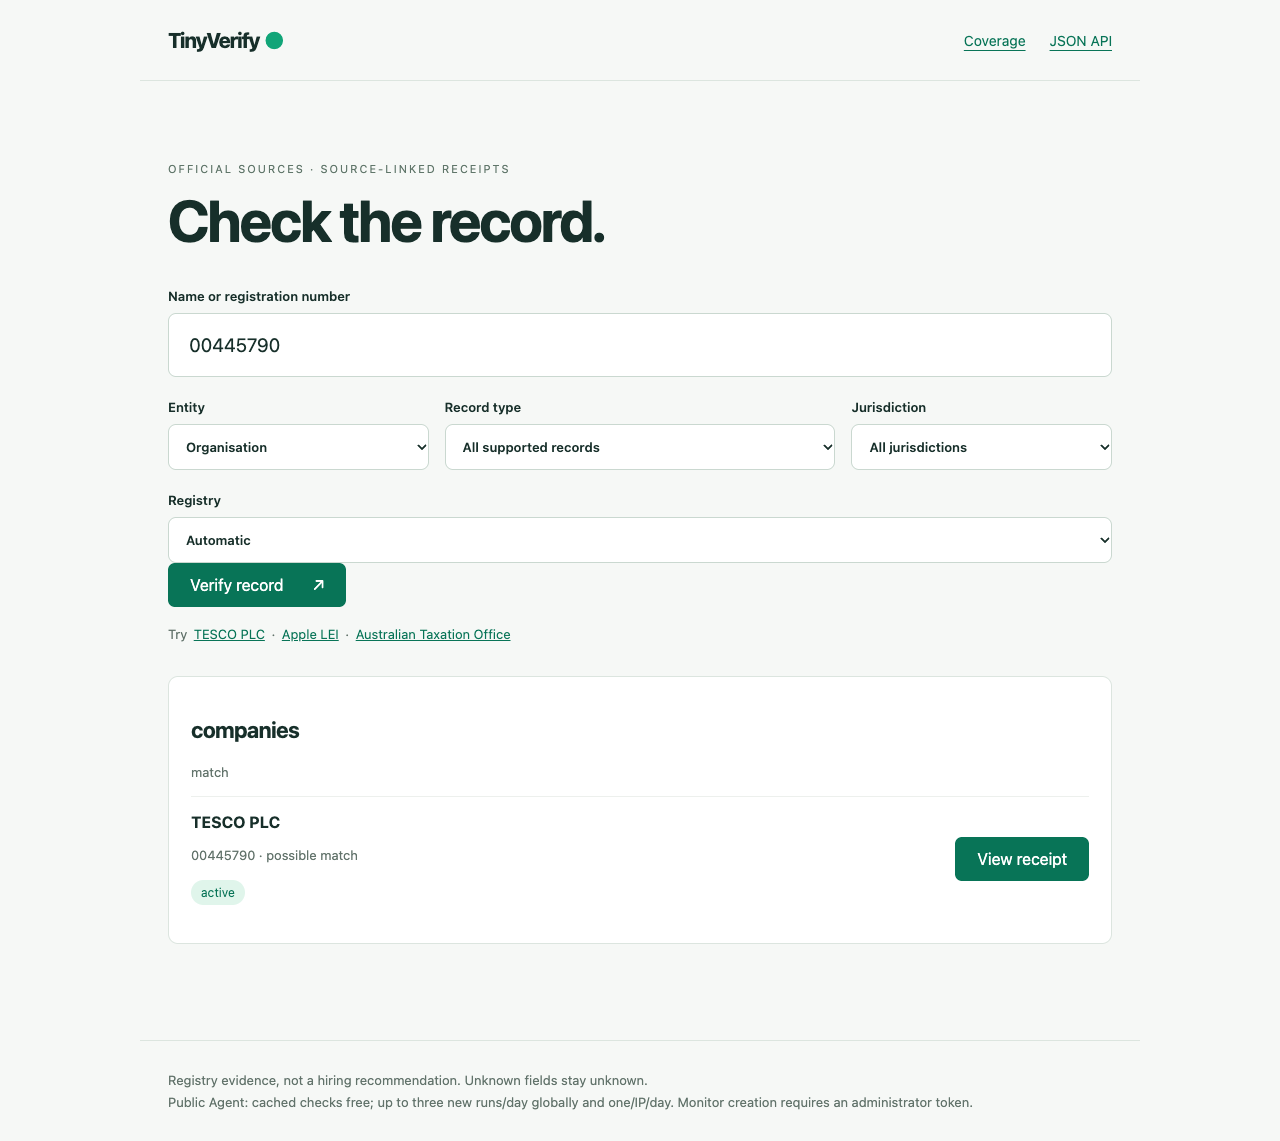 TinyVerify
Coverage JSON API
OFFICIAL SOURCES · SOURCE-LINKED RECEIPTS
Check the record.
Name or registration number
00445790
Entity Record type Jurisdiction
Organisation All supported records All jurisdictions
Registry
Automatic
Verify record ↗
Try TESCO PLC · Apple LEI · Australian Taxation Office
companies
match
TESCO PLC
00445790 · possible match
View receipt
active
Registry evidence, not a hiring recommendation. Unknown fields stay unknown.
Public Agent: cached checks free; up to three new runs/day globally and one/IP/day. Monitor creation requires an administrator token.